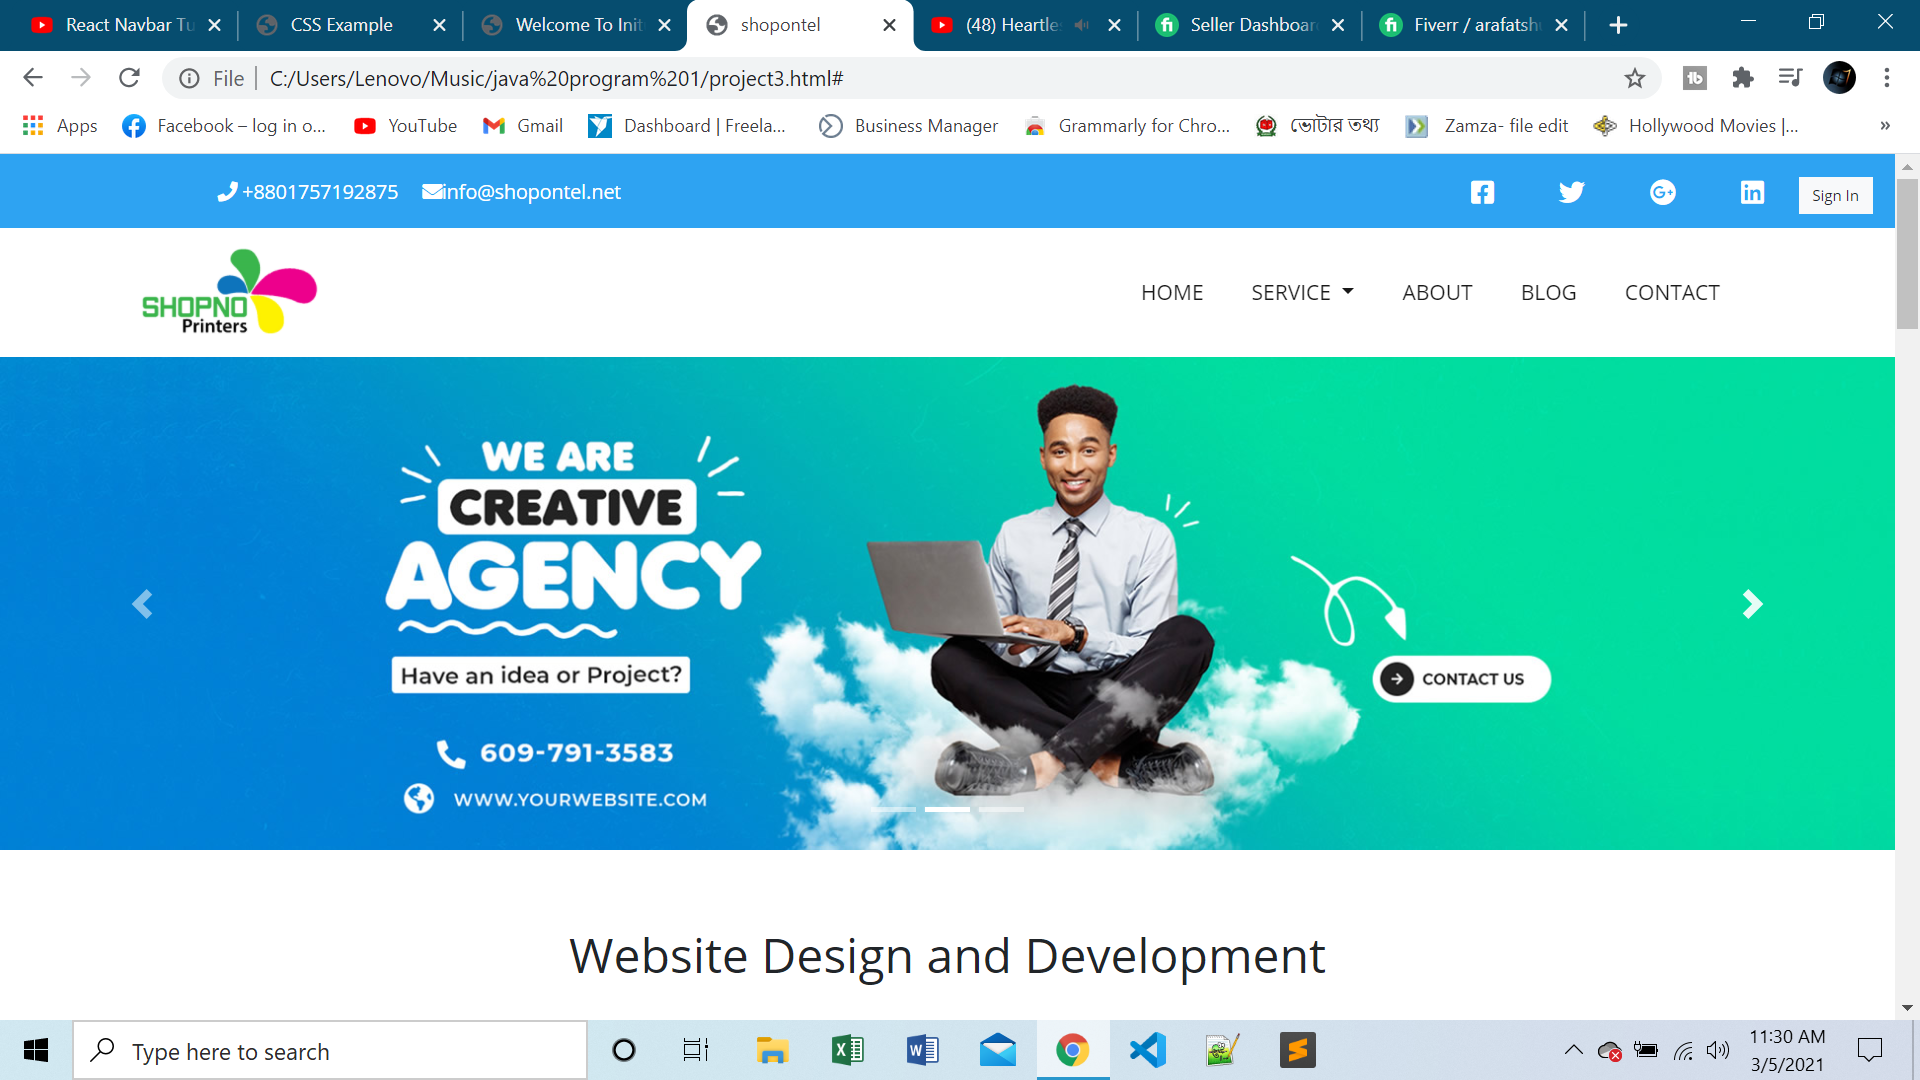 React Navbar Tu
CSS Example
Welcome To Init
shopontel
(48) Heartle
Seller Dashboar
Fiverr / arafatsh
File
C:/Users/Lenovo/Music/java%20program%201/project3.html#
Apps
Facebook – log in o...
YouTube
Gmail
Dashboard | Freela...
Business Manager
Grammarly for Chro...
ভোটার তথ্য
Zamza- file edit
Hollywood Movies |...
»
+8801757192875
info@shopontel.net
Sign In
SHOPNO
Printers
HOME
SERVICE
ABOUT
BLOG
CONTACT
WE ARE
CREATIVE
AGENCY
Have an idea or Project?
CONTACT US
609-791-3583
WWW.YOURWEBSITE.COM
Website Design and Development
Type here to search
11:30 AM
3/5/2021